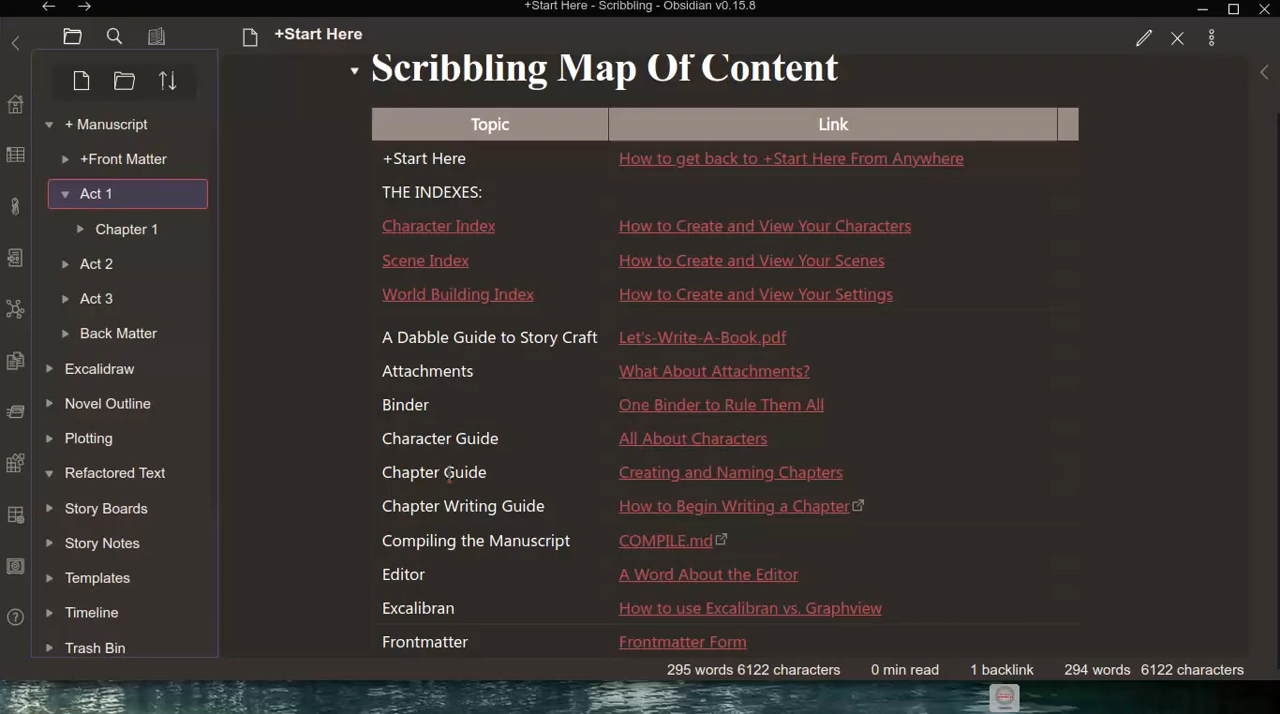 +Start Here - Scribbling - Obsidian v0.15.8
+Start Here
+ Manuscript
+Front Matter
Act 1
Chapter 1
Act 2
Act 3
Back Matter
Excalidraw
Novel Outline
Plotting
Refactored Text
Story Boards
Story Notes
Templates
Timeline
Trash Bin
Scribbling Map Of Content
Topic Link
+Start Here How to get back to +Start Here From Anywhere
THE INDEXES:
Character Index How to Create and View Your Characters
Scene Index How to Create and View Your Scenes
World Building Index How to Create and View Your Settings
A Dabble Guide to Story Craft Let's-Write-A-Book.pdf
Attachments What About Attachments?
Binder One Binder to Rule Them All
Character Guide All About Characters
Chapter Guide Creating and Naming Chapters
Chapter Writing Guide How to Begin Writing a Chapter
Compiling the Manuscript COMPILE.md
Editor A Word About the Editor
Excalibran How to use Excalibran vs. Graphview
Frontmatter Frontmatter Form
295 words 6122 characters 0 min read 1 backlink 294 words 6122 characters